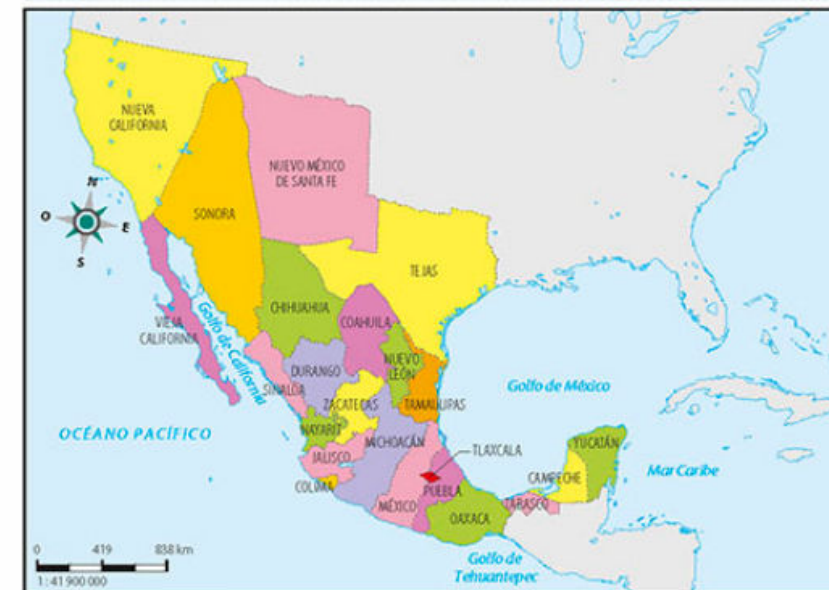 NUEVA
CALIFORNIA
NUEVO MÉXICO
DE SANTA FE
N
O
E
S
SONORA
TEJAS
CHIHUAHUA
COAHUILA
VIEJA
CALIFORNIA
Golfo de California
NUEVO
LEÓN
DURANGO
SINALOA
Golfo de México
ZACATECAS
TAMAULIPAS
OCÉANO PACÍFICO
NAYARIT
MICHOACÁN
YUCATÁN
TLAXCALA
JALISCO
Mar Caribe
CAMPECHE
COLIMA
PUEBLA
MÉXICO
TABASCO
OAXACA
0 419 838 km
1: 41 900 000
Golfo de
Tehuantepec